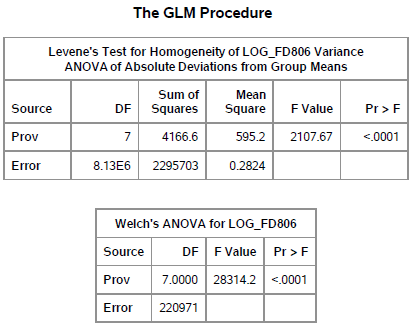 The GLM Procedure
Levene's Test for Homogeneity of LOG_FD806 Variance
ANOVA of Absolute Deviations from Group Means
Source DF Sum of Squares Mean Square F Value Pr > F
Prov 7 4166.6 595.2 2107.67 <.0001
Error 8.13E6 2295703 0.2824
Welch's ANOVA for LOG_FD806
Source DF F Value Pr > F
Prov 7.0000 28314.2 <.0001
Error 220971